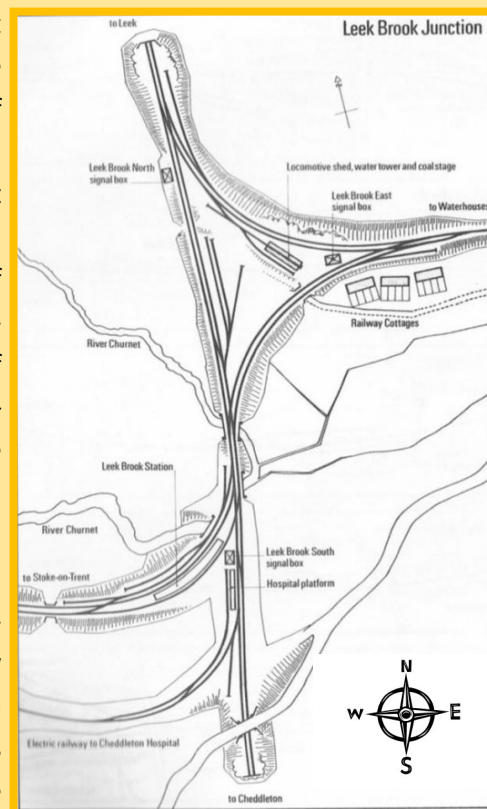 to Leek
Leek Brook Junction
Leek Brook North
signal box
Locomotive shed, water tower and coal stage
Leek Brook East
signal box
to Waterhouses
Railway Cottages
River Churnet
Leek Brook Station
River Churnet
Leek Brook South
signal box
to Stoke-on-Trent
Hospital platform
N
W
E
S
Electric railway to Cheddleton Hospital
to Cheddleton